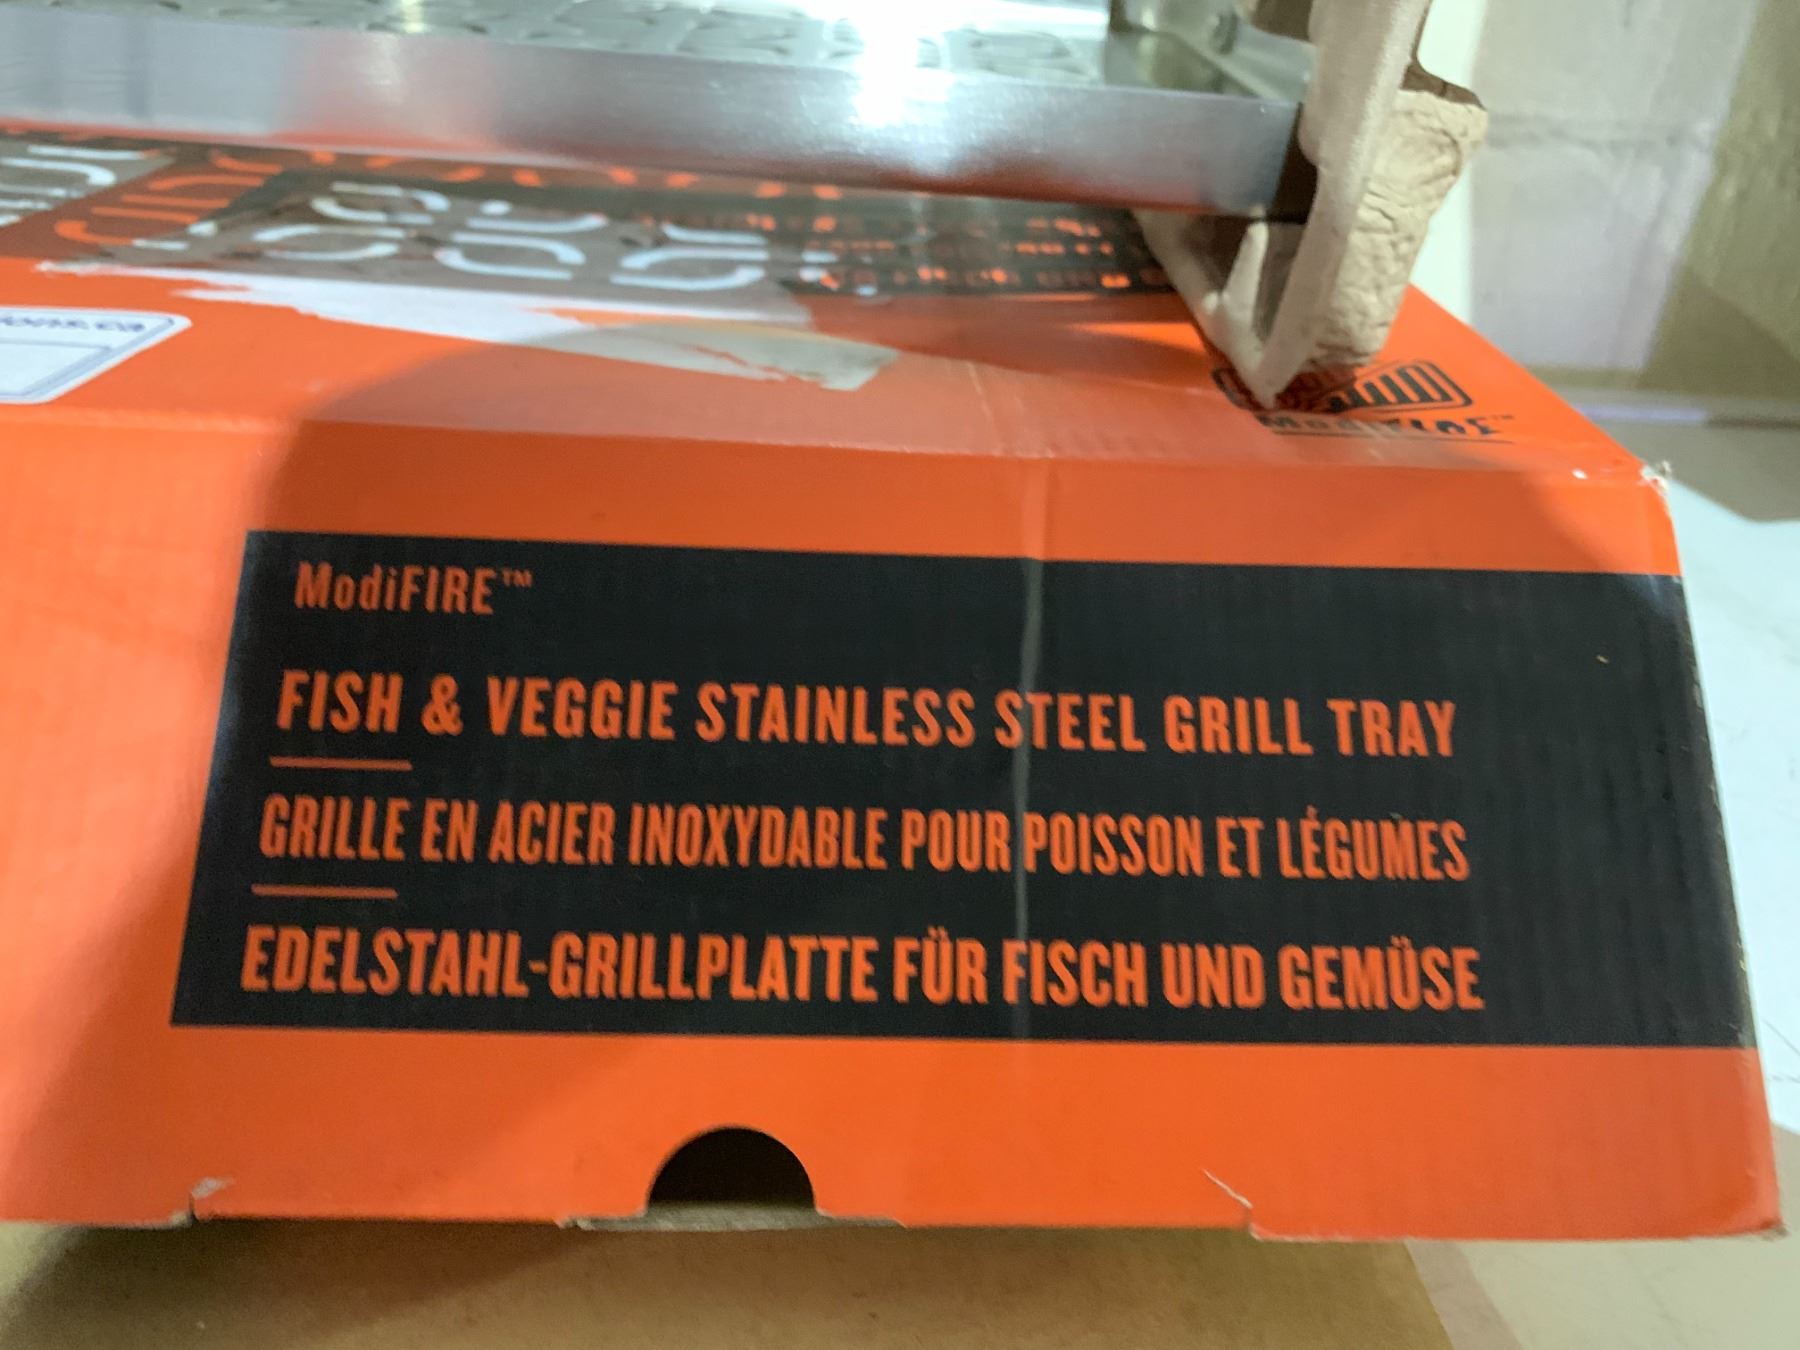 ModiFIRE™
ModiFIRE™
FISH & VEGGIE STAINLESS STEEL GRILL TRAY
GRILLE EN ACIER INOXYDABLE POUR POISSON ET LÉGUMES
EDELSTAHL-GRILLPLATTE FÜR FISCH UND GEMÜSE